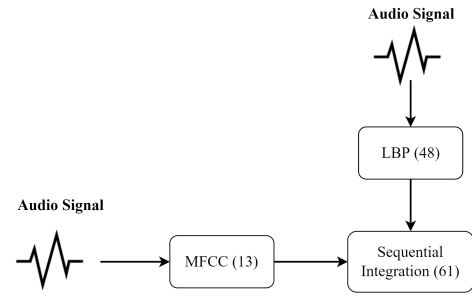 Audio Signal
LBP (48)
Audio Signal
MFCC (13)
Sequential
Integration (61)